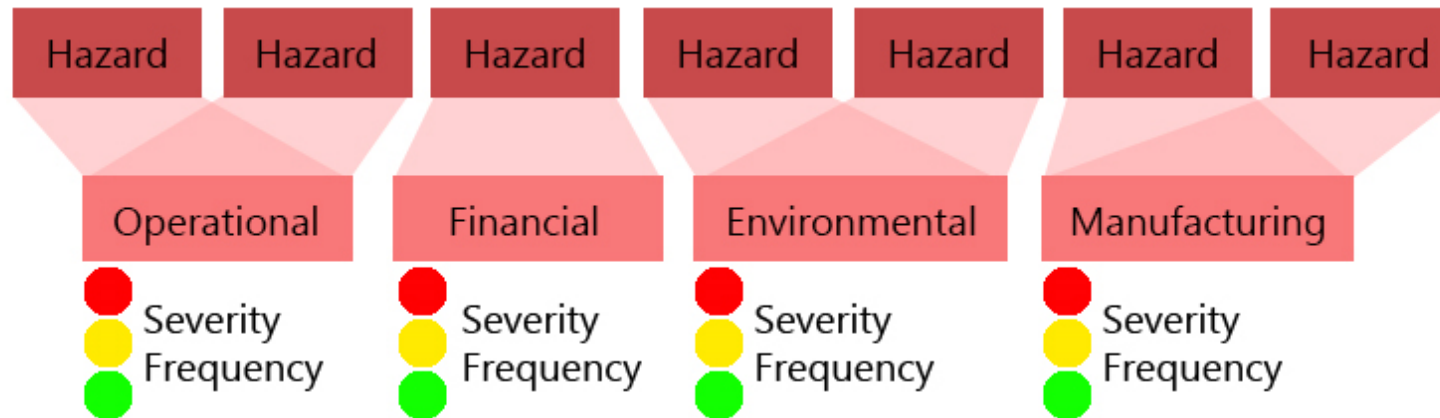 Hazard Hazard Hazard Hazard Hazard Hazard Hazard
Operational Financial Environmental Manufacturing
Severity Severity Severity Severity
Frequency Frequency Frequency Frequency